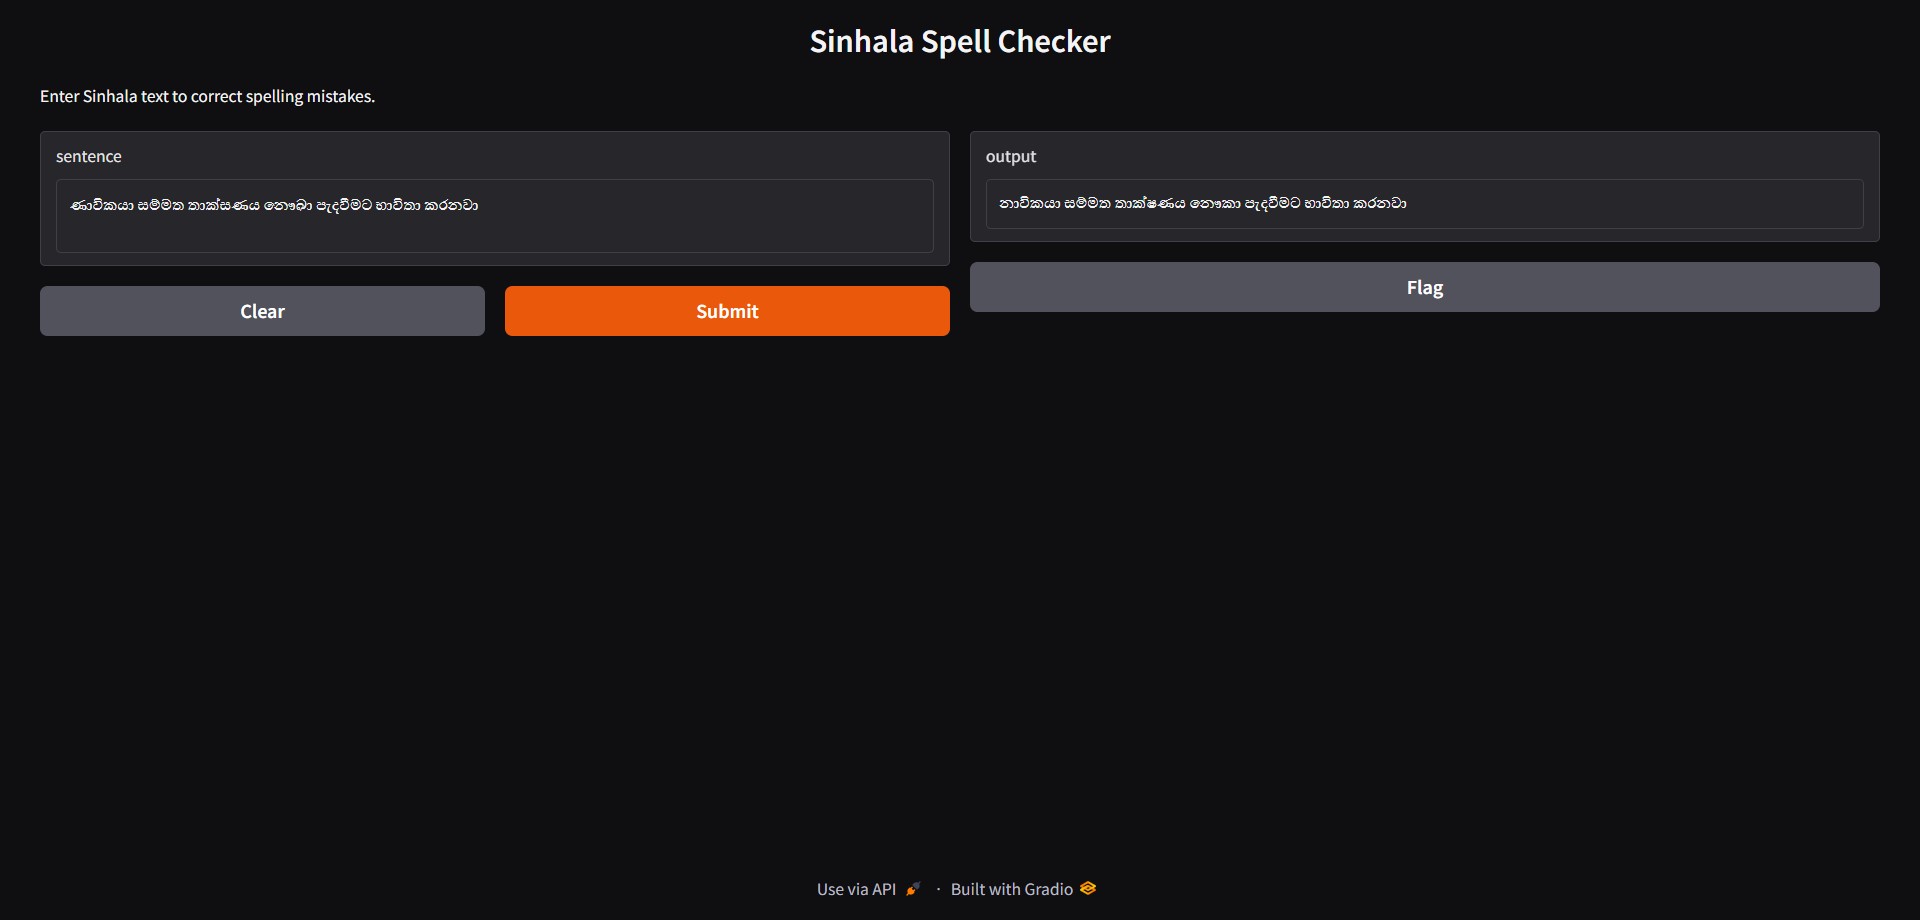 Sinhala Spell Checker
Enter Sinhala text to correct spelling mistakes.
sentence
ණාවිකයා සම්මත තාක්සණය නෞඛා පැදවීමට භාවිතා කරනවා
Clear
Submit
output
නාවිකයා සම්මත තාක්ෂණය නෞකා පැදවීමට භාවිතා කරනවා
Flag
Use via API · Built with Gradio